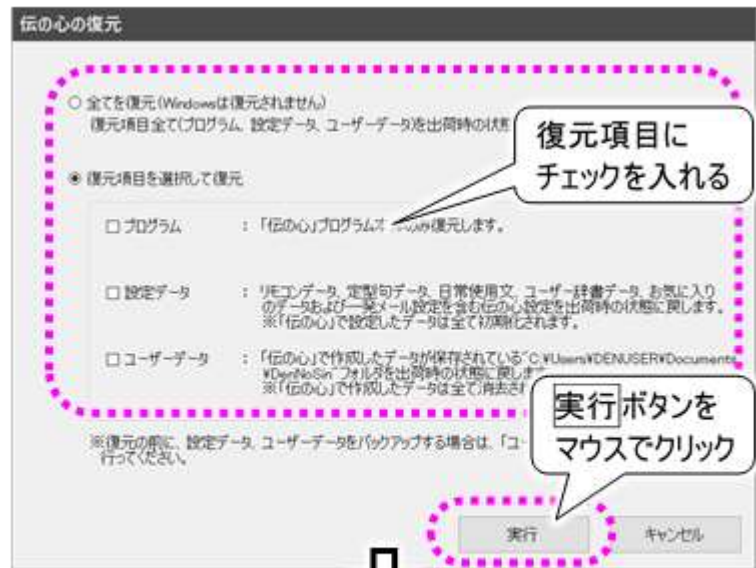 伝の心の復元
○ 全てを復元(Windowsは復元されません)
復元項目全て(プログラム、設定データ、ユーザーデータ)を出荷時の状態
復元項目に
チェックを入れる
◉ 復元項目を選択して復元
□ プログラム : 「伝の心」プログラム のみ復元します。
□ 設定データ : リモコンデータ、定型句データ、日常使用文、ユーザー辞書データ、お気に入り
のデータおよび一発メール設定を含む伝の心設定を出荷時の状態に戻します。
※「伝の心」で設定したデータは全て初期化されます。
□ ユーザーデータ : 「伝の心」で作成したデータが保存されている"C:¥Users¥DENUSER¥Documents
¥DenNoSin"フォルダを出荷時の状態に戻します
※「伝の心」で作成したデータは全て消去され
実行ボタンを
マウスでクリック
※復元の前に、設定データ、ユーザーデータをバックアップする場合は、「ユー
行ってください。
実行
キャンセル